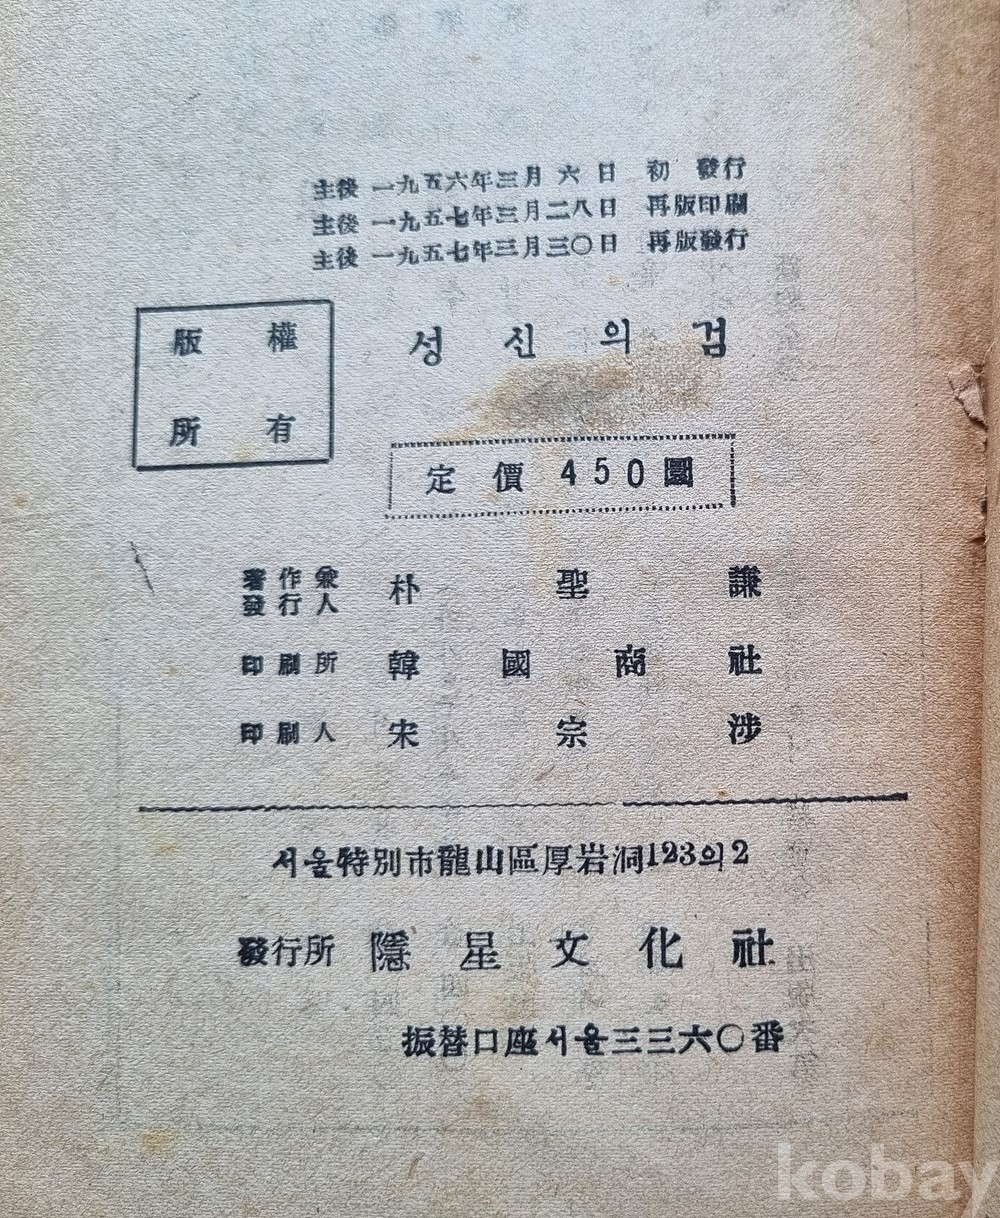 主後 一九五六年三月 六 日 初 發行
主後 一九五七年三月二八日 再版印刷
主後 一九五七年三月三〇日 再版發行
版權
所有
성신의검
定價 450圜
著作兼
發行人 朴聖謙
印刷所 韓國商社
印刷人 宋宗涉
서울特別市龍山區厚岩洞123의2
發行所 隱星文化社
振替口座서울三三六〇番
kobay